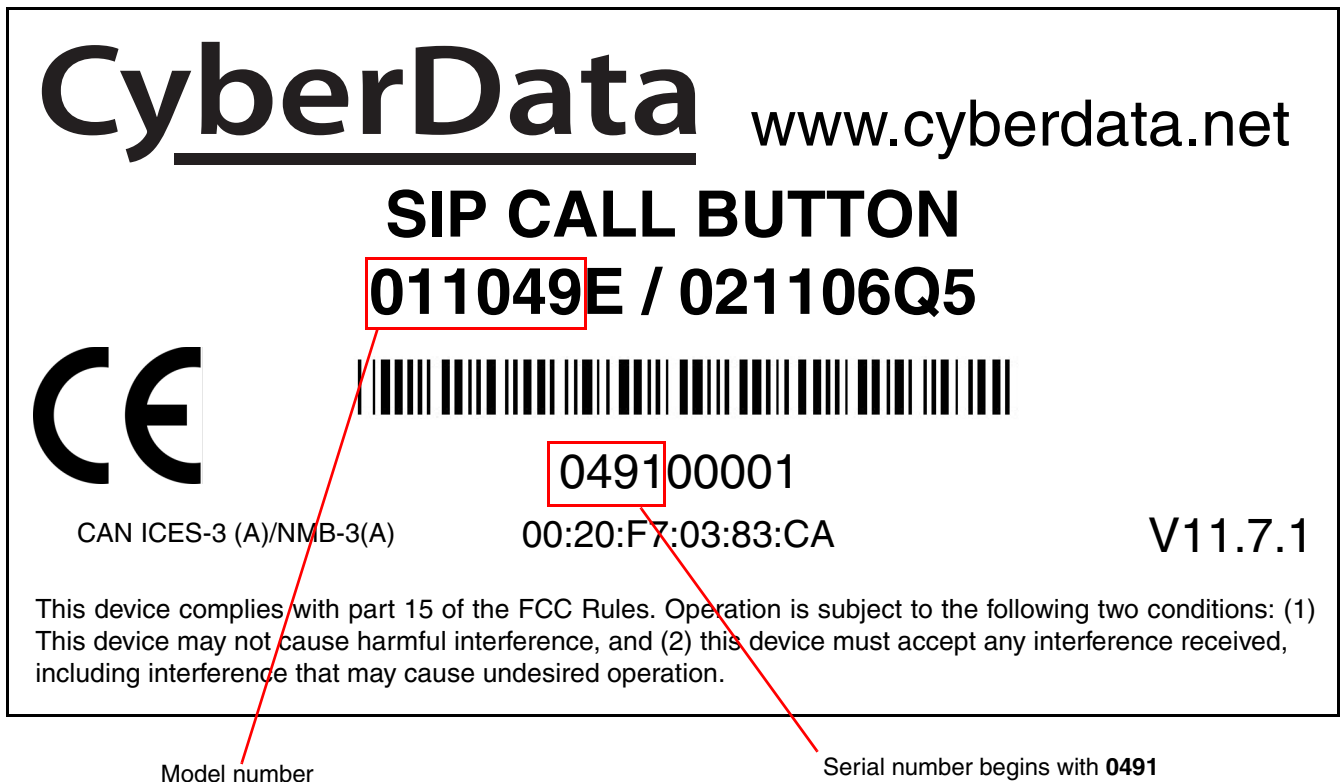 CyberData www.cyberdata.net
SIP CALL BUTTON
011049E / 021106Q5
CE
049100001
CAN ICES-3 (A)/NMB-3(A) 00:20:F7:03:83:CA V11.7.1
This device complies with part 15 of the FCC Rules. Operation is subject to the following two conditions: (1)
This device may not cause harmful interference, and (2) this device must accept any interference received,
including interference that may cause undesired operation.
Model number Serial number begins with 0491